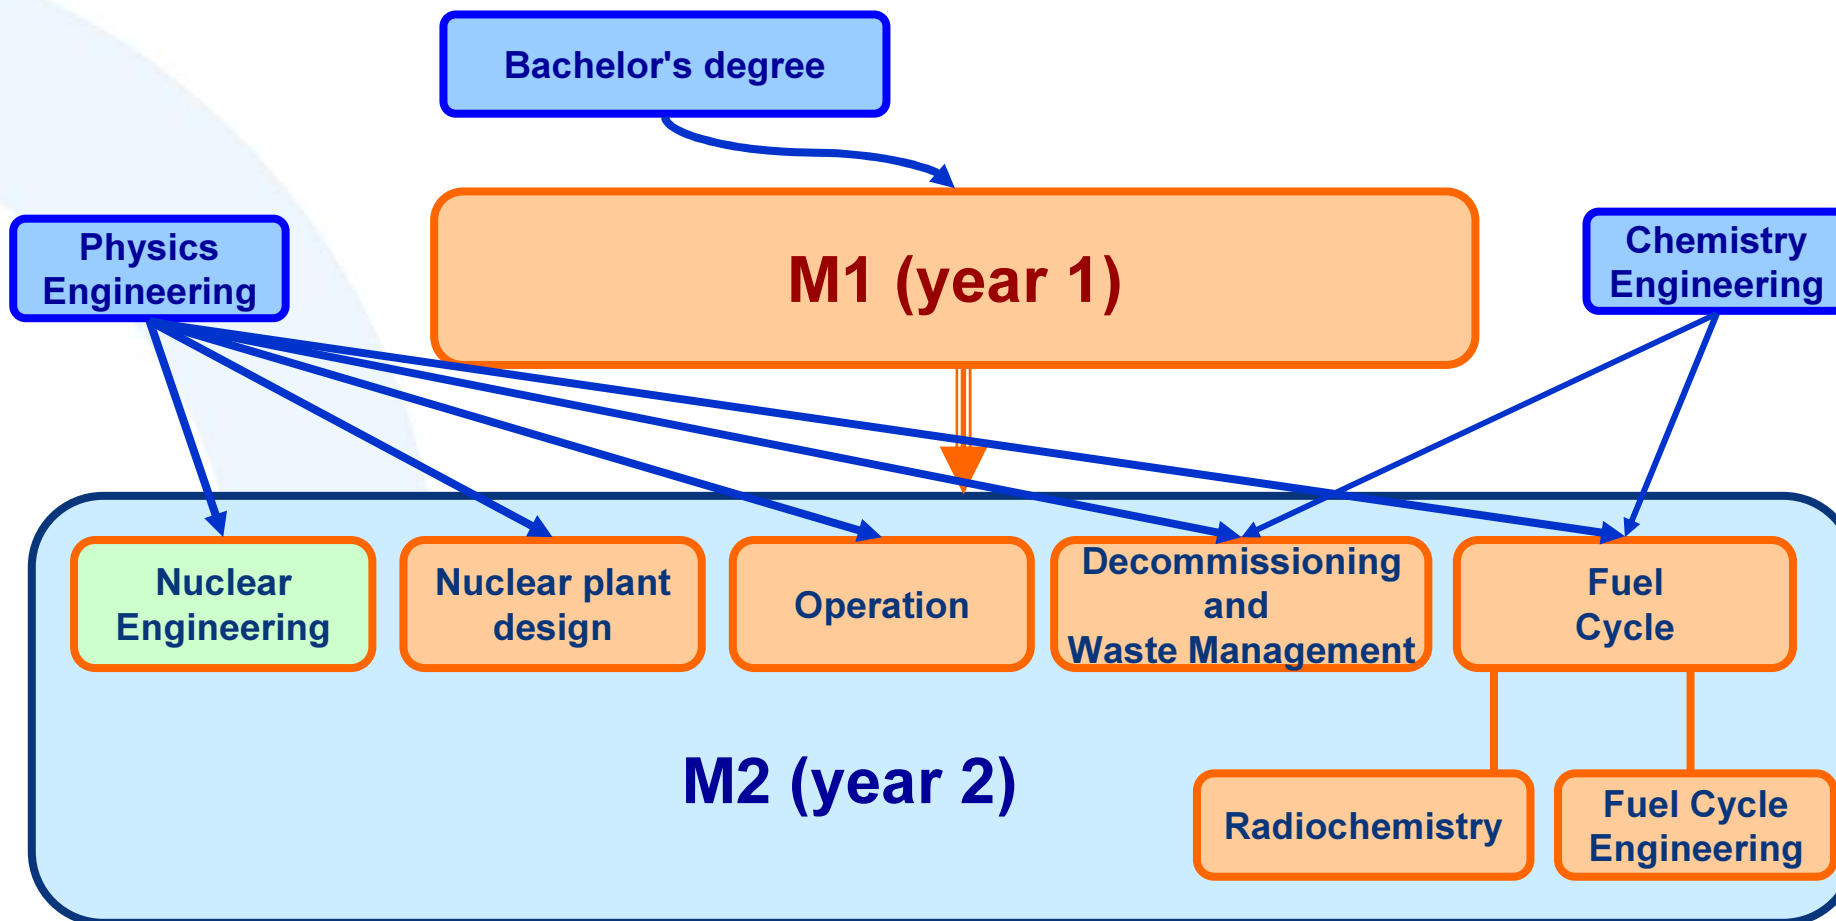 Bachelor's degree
Physics
Engineering
M1 (year 1)
Chemistry
Engineering
Nuclear
Engineering
Nuclear plant
design
Operation
Decommissioning
and
Waste Management
Fuel
Cycle
M2 (year 2)
Radiochemistry
Fuel Cycle
Engineering